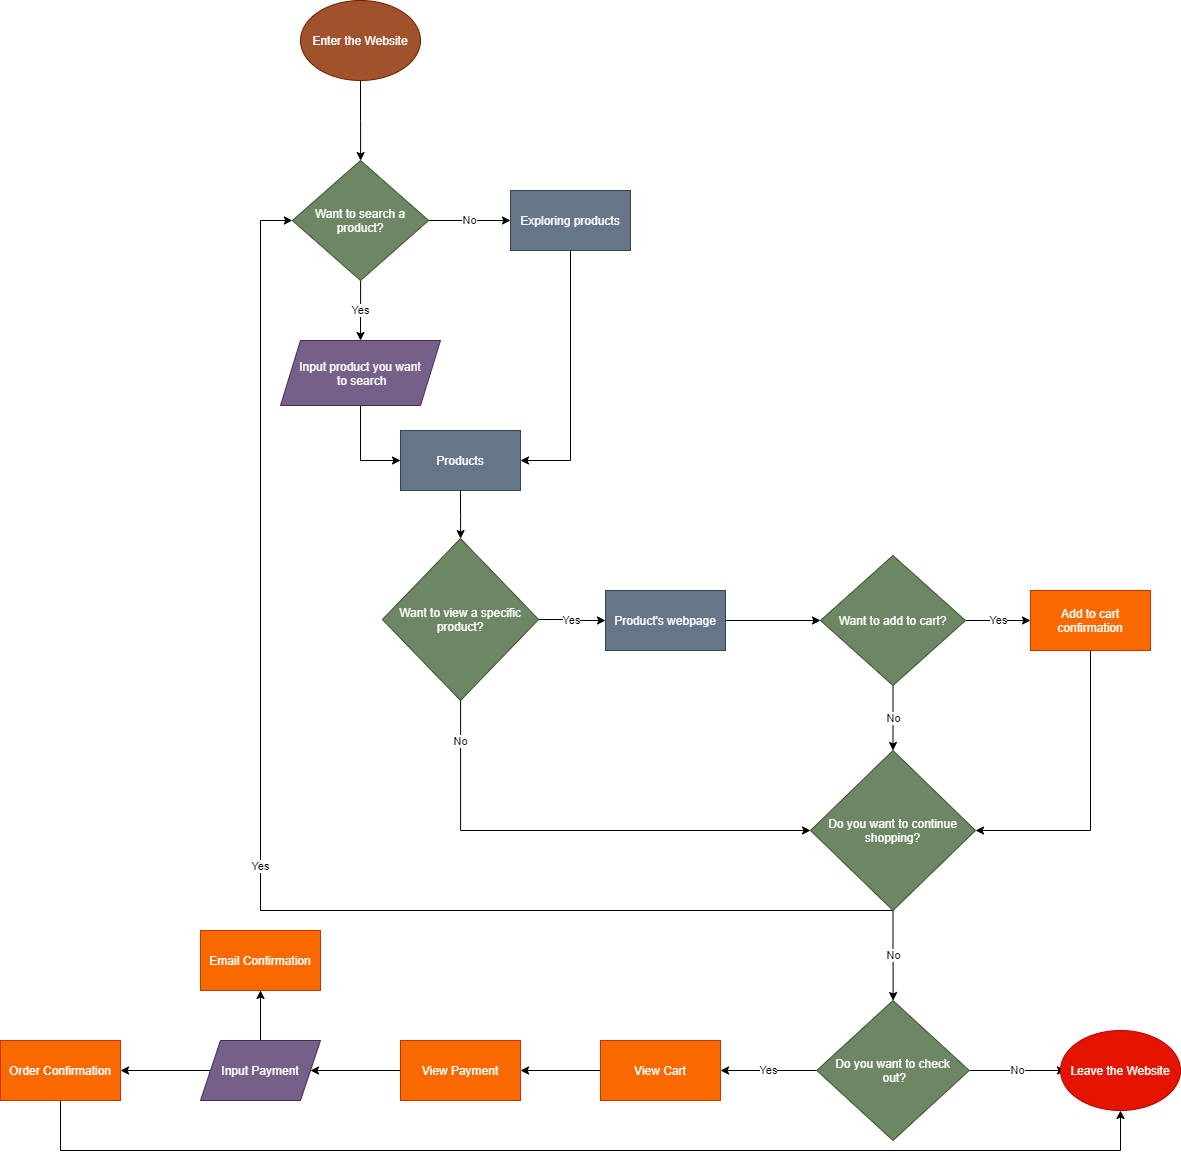 Enter the Website
Want to search a
product?
No
Exploring products
Yes
Input product you want
to search
Products
Want to view a specific
product?
Yes
Product's webpage
Want to add to cart?
Yes
Add to cart
confirmation
No
No
Do you want to continue
shopping?
Yes
No
Email Confirmation
Order Confirmation
Input Payment
View Payment
View Cart
Yes
Do you want to check
out?
No
Leave the Website